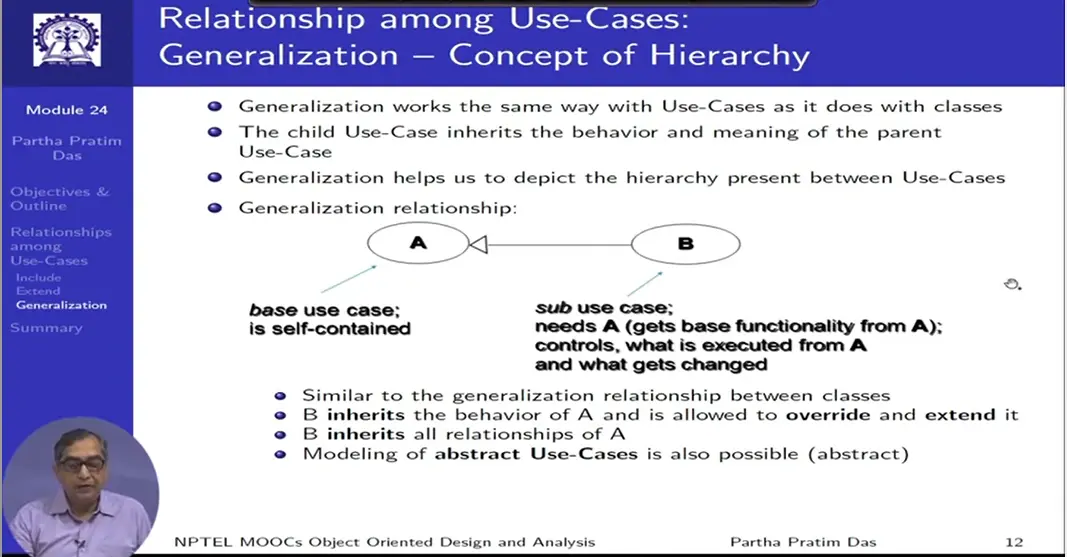 Relationship among Use-Cases:
Generalization – Concept of Hierarchy
Module 24
Partha Pratim
Das
Objectives &
Outline
Relationships
among
Use-Cases
Include
Extend
Generalization
Summary
Generalization works the same way with Use-Cases as it does with classes
The child Use-Case inherits the behavior and meaning of the parent
Use-Case
Generalization helps us to depict the hierarchy present between Use-Cases
Generalization relationship:
A
B
base use case;
is self-contained
sub use case;
needs A (gets base functionality from A);
controls, what is executed from A
and what gets changed
Similar to the generalization relationship between classes
B inherits the behavior of A and is allowed to override and extend it
B inherits all relationships of A
Modeling of abstract Use-Cases is also possible (abstract)
NPTEL MOOCs Object Oriented Design and Analysis
Partha Pratim Das
12